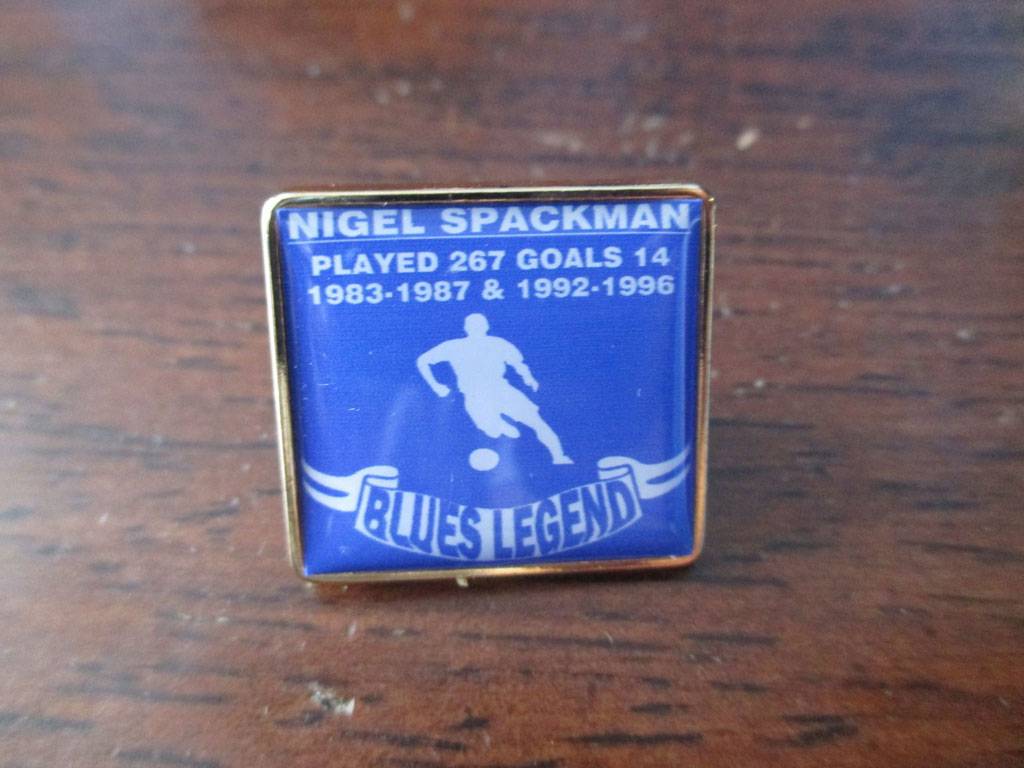 NIGEL SPACKMAN
PLAYED 267 GOALS 14
1983-1987 & 1992-1996
BLUES LEGEND